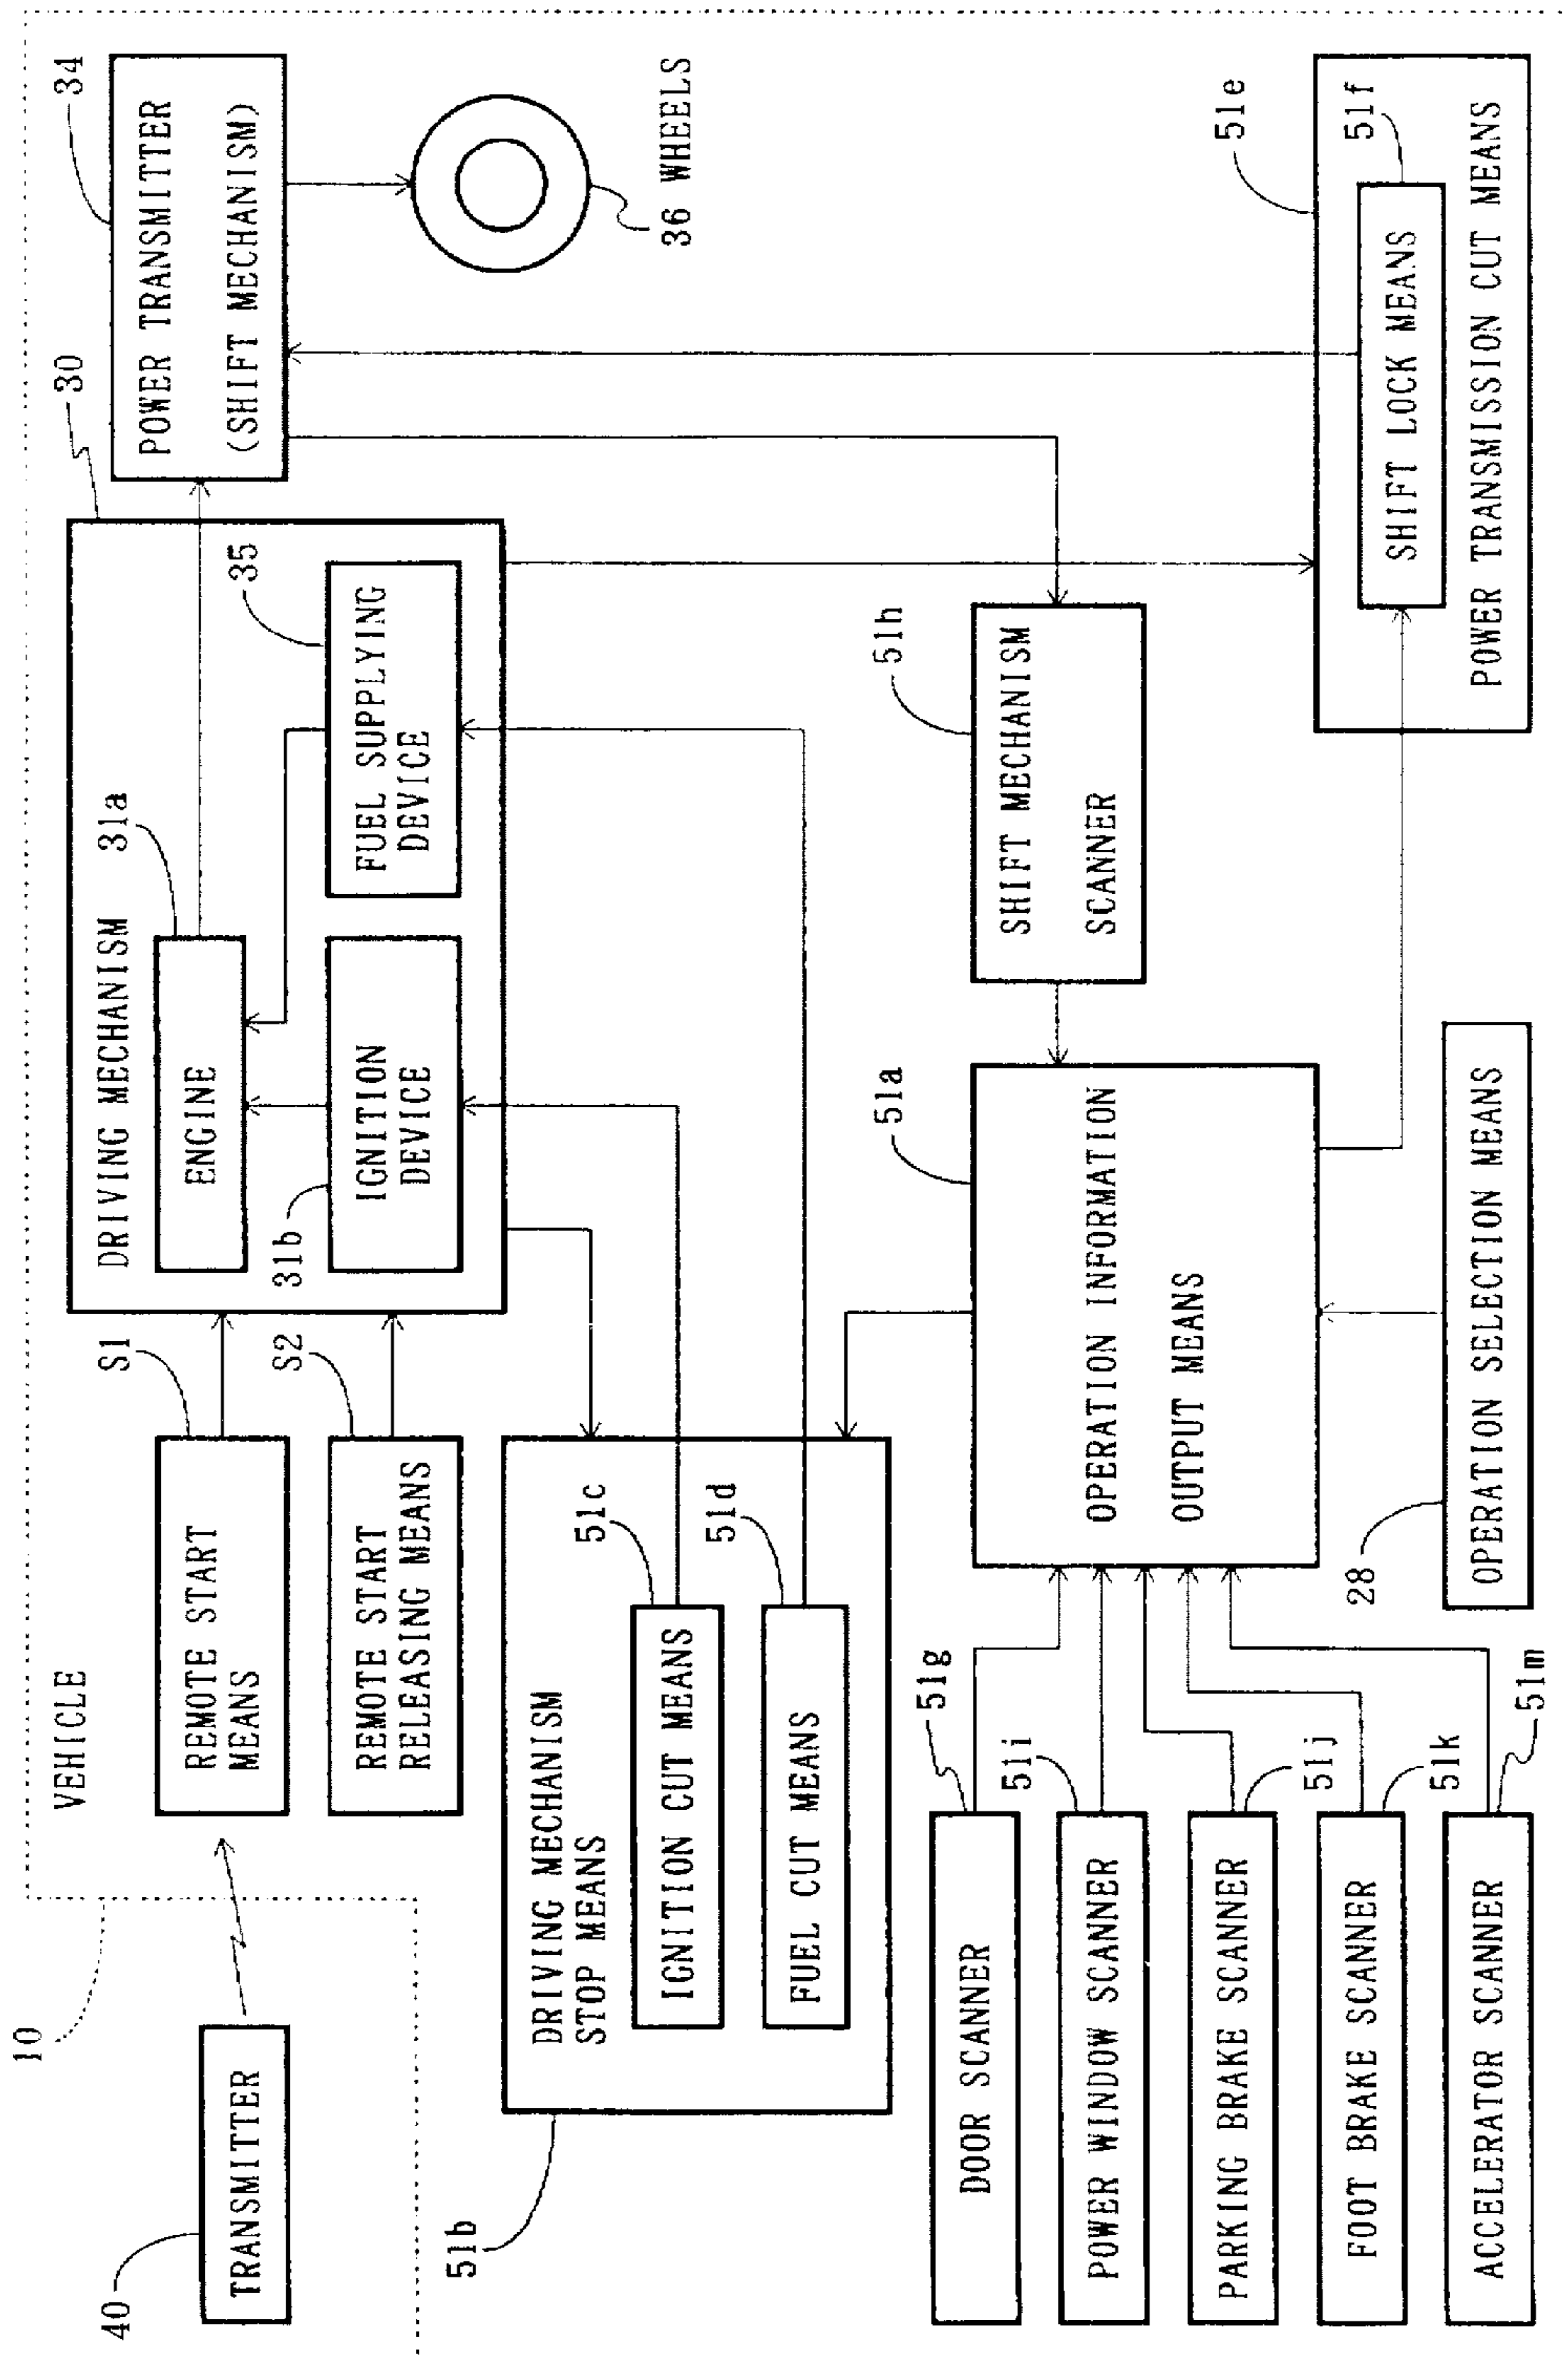 10
VEHICLE
40
TRANSMITTER
REMOTE START
MEANS
S1
REMOTE START
RELEASING MEANS
S2
DRIVING MECHANISM
30
ENGINE
31a
IGNITION
DEVICE
31b
FUEL SUPPLYING
DEVICE
35
POWER TRANSMITTER
(SHIFT MECHANISM)
34
36 WHEELS
DRIVING MECHANISM
STOP MEANS
51b
IGNITION CUT MEANS
51c
FUEL CUT MEANS
51d
DOOR SCANNER
51g
POWER WINDOW SCANNER
51i
PARKING BRAKE SCANNER
51j
FOOT BRAKE SCANNER
51k
ACCELERATOR SCANNER
51m
OPERATION INFORMATION
OUTPUT MEANS
51a
28
OPERATION SELECTION MEANS
SHIFT MECHANISM
SCANNER
51h
51e
SHIFT LOCK MEANS
51f
POWER TRANSMISSION CUT MEANS